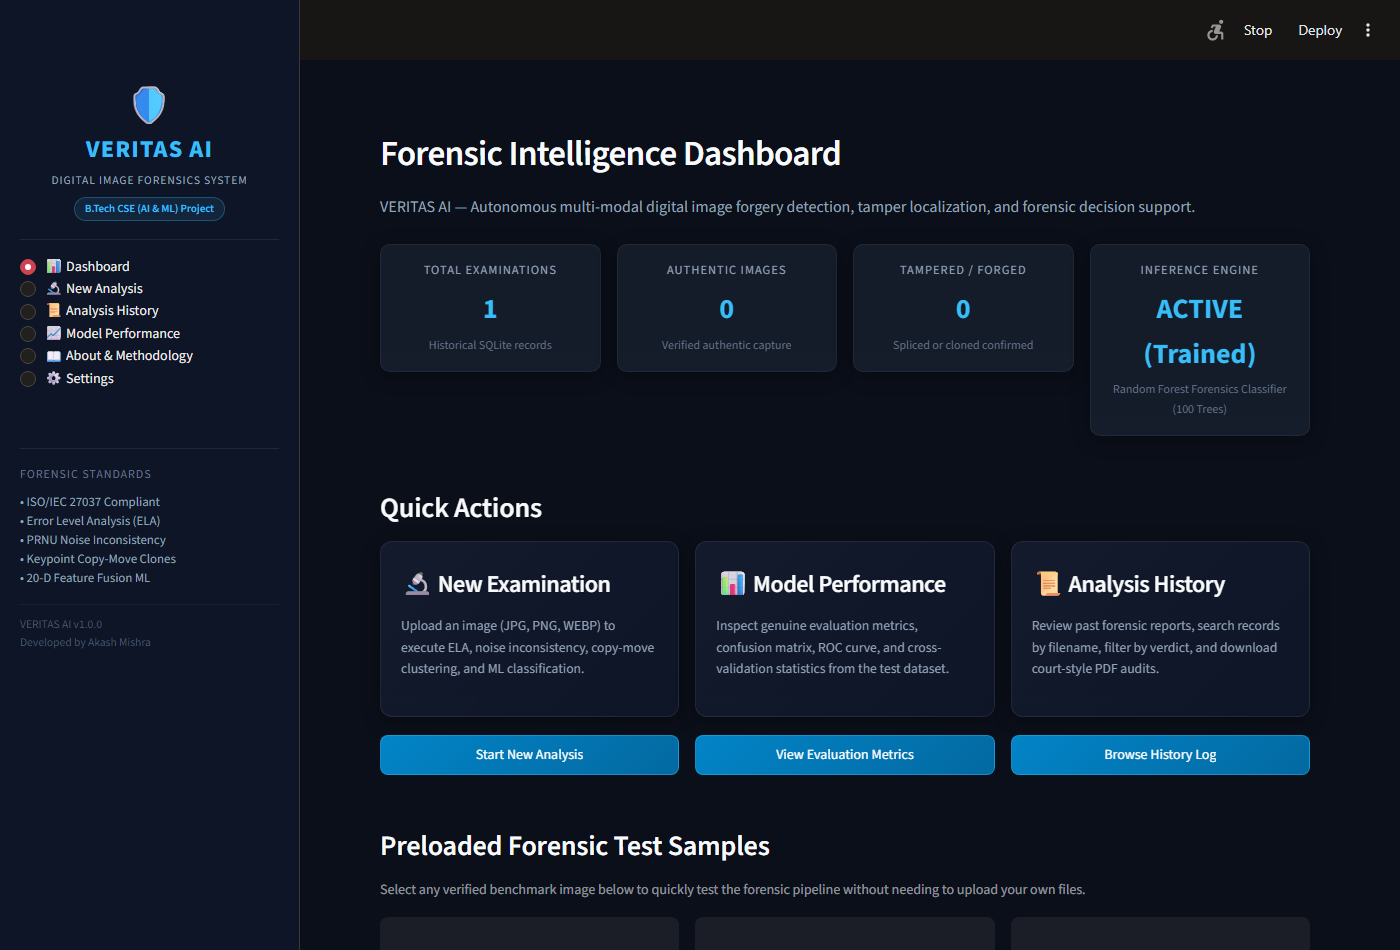 Stop
Deploy
VERITAS AI
DIGITAL IMAGE FORENSICS SYSTEM
B.Tech CSE (AI & ML) Project
Dashboard
New Analysis
Analysis History
Model Performance
About & Methodology
Settings
FORENSIC STANDARDS
• ISO/IEC 27037 Compliant
• Error Level Analysis (ELA)
• PRNU Noise Inconsistency
• Keypoint Copy-Move Clones
• 20-D Feature Fusion ML
VERITAS AI v1.0.0
Developed by Akash Mishra
Forensic Intelligence Dashboard
VERITAS AI — Autonomous multi-modal digital image forgery detection, tamper localization, and forensic decision support.
TOTAL EXAMINATIONS
1
Historical SQLite records
AUTHENTIC IMAGES
0
Verified authentic capture
TAMPERED / FORGED
0
Spliced or cloned confirmed
INFERENCE ENGINE
ACTIVE
(Trained)
Random Forest Forensics Classifier
(100 Trees)
Quick Actions
New Examination
Upload an image (JPG, PNG, WEBP) to
execute ELA, noise inconsistency, copy-move
clustering, and ML classification.
Start New Analysis
Model Performance
Inspect genuine evaluation metrics,
confusion matrix, ROC curve, and cross-
validation statistics from the test dataset.
View Evaluation Metrics
Analysis History
Review past forensic reports, search records
by filename, filter by verdict, and download
court-style PDF audits.
Browse History Log
Preloaded Forensic Test Samples
Select any verified benchmark image below to quickly test the forensic pipeline without needing to upload your own files.